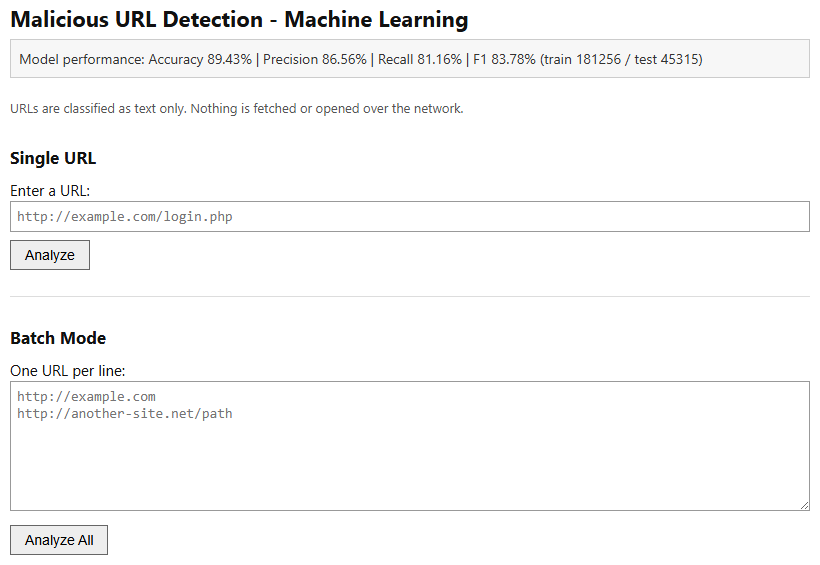 Malicious URL Detection - Machine Learning
Model performance: Accuracy 89.43% | Precision 86.56% | Recall 81.16% | F1 83.78% (train 181256 / test 45315)
URLs are classified as text only. Nothing is fetched or opened over the network.
Single URL
Enter a URL:
http://example.com/login.php
Analyze
Batch Mode
One URL per line:
http://example.com
http://another-site.net/path
Analyze All